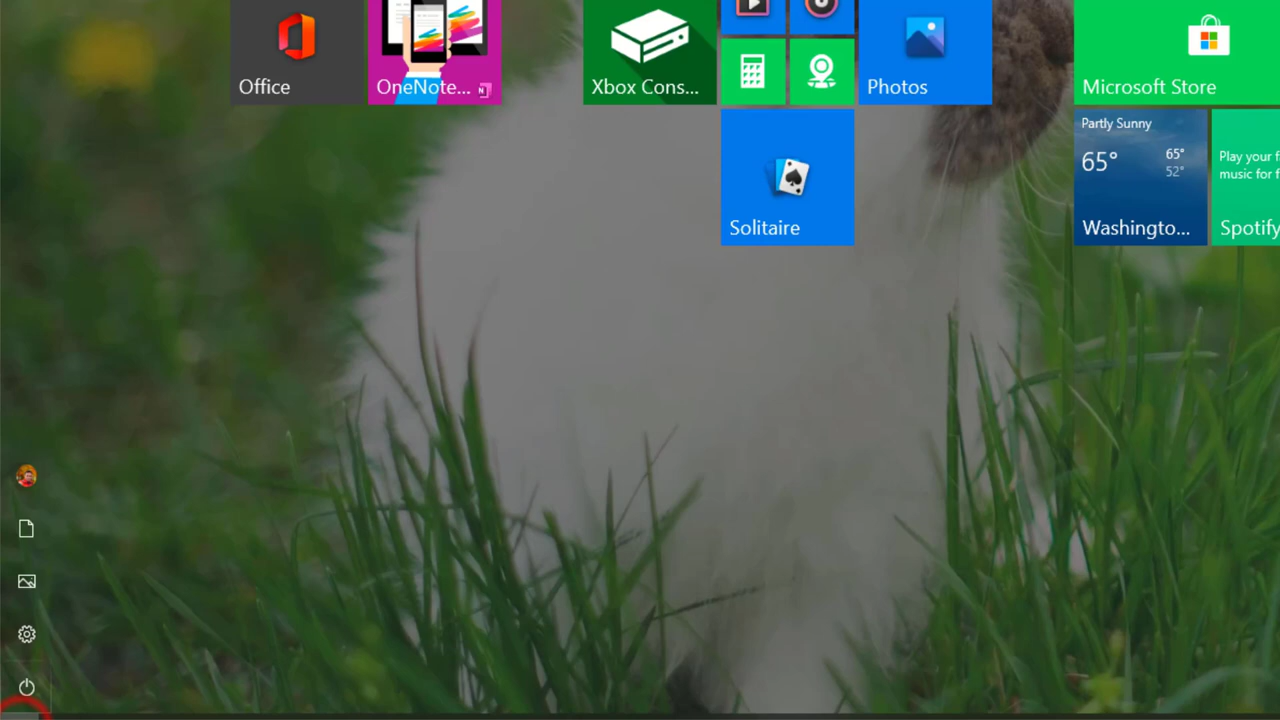 Office
OneNote...
Xbox Cons...
Photos
Microsoft Store
Solitaire
Partly Sunny
65°
65°
52°
Washingto...
Play your f
music for f
Spotify